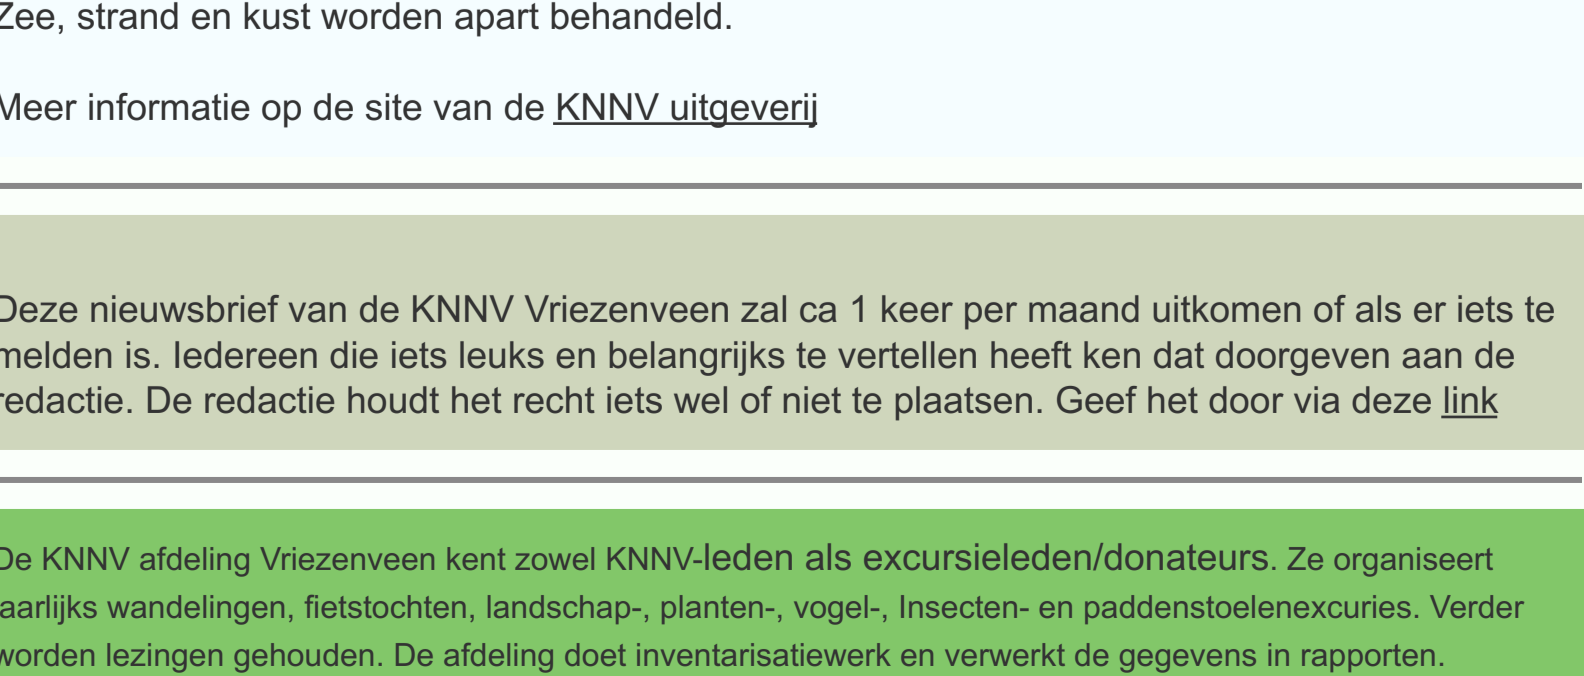 Zee, strand en kust worden apart behandeld.
Meer informatie op de site van de KNNV uitgeverij
Deze nieuwsbrief van de KNNV Vriezenveen zal ca 1 keer per maand uitkomen of als er iets te
melden is. Iedereen die iets leuks en belangrijks te vertellen heeft ken dat doorgeven aan de
redactie. De redactie houdt het recht iets wel of niet te plaatsen. Geef het door via deze link
De KNNV afdeling Vriezenveen kent zowel KNNV-leden als excursieleden/donateurs. Ze organiseert
jaarlijks wandelingen, fietstochten, landschap-, planten-, vogel-, Insecten- en paddenstoelenexcuries. Verder
worden lezingen gehouden. De afdeling doet inventarisatiewerk en verwerkt de gegevens in rapporten.